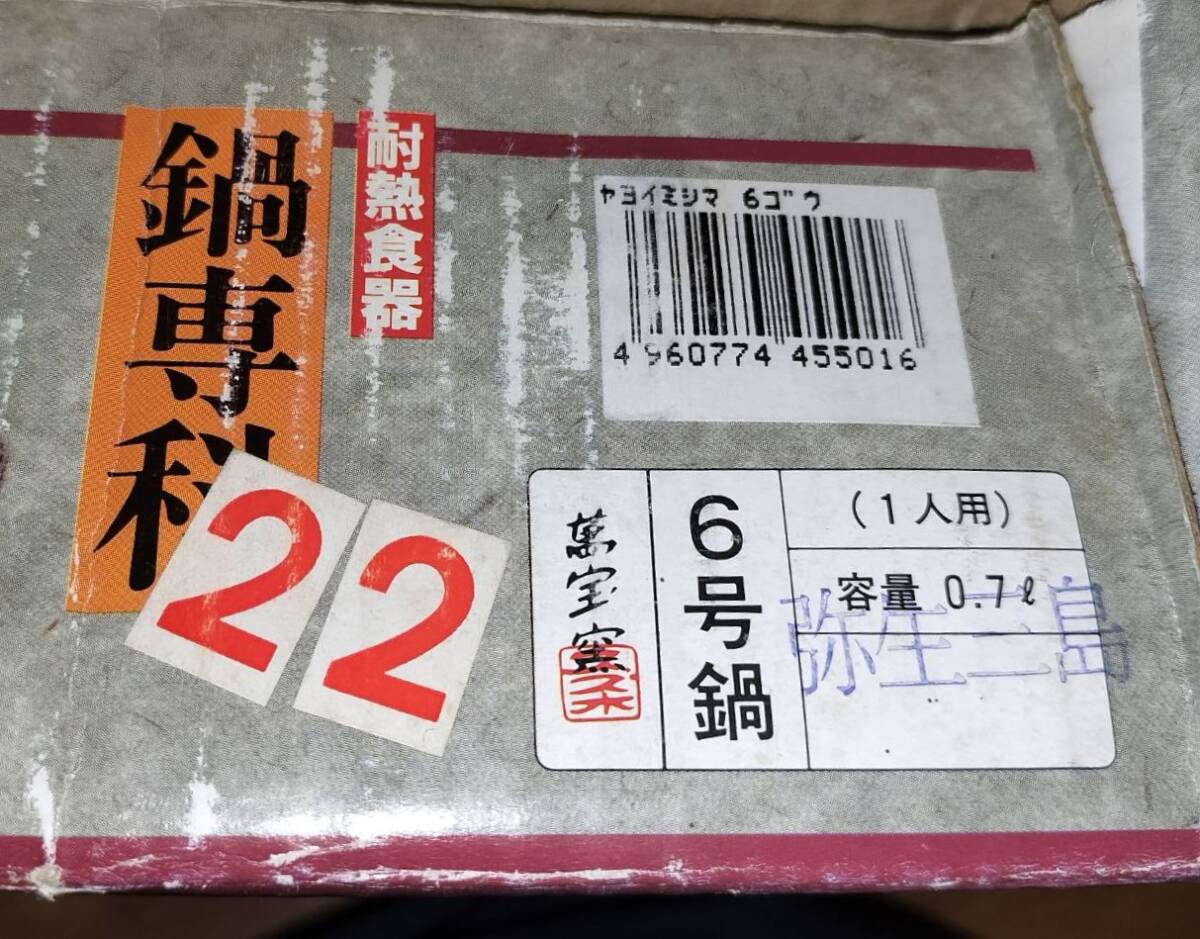 鍋専科
耐熱食器
ヤヨイミシマ 6ゴウ
4 960774 455016
22
萬宝窯
6号鍋
(1人用)
容量 0.7ℓ
弥生三島